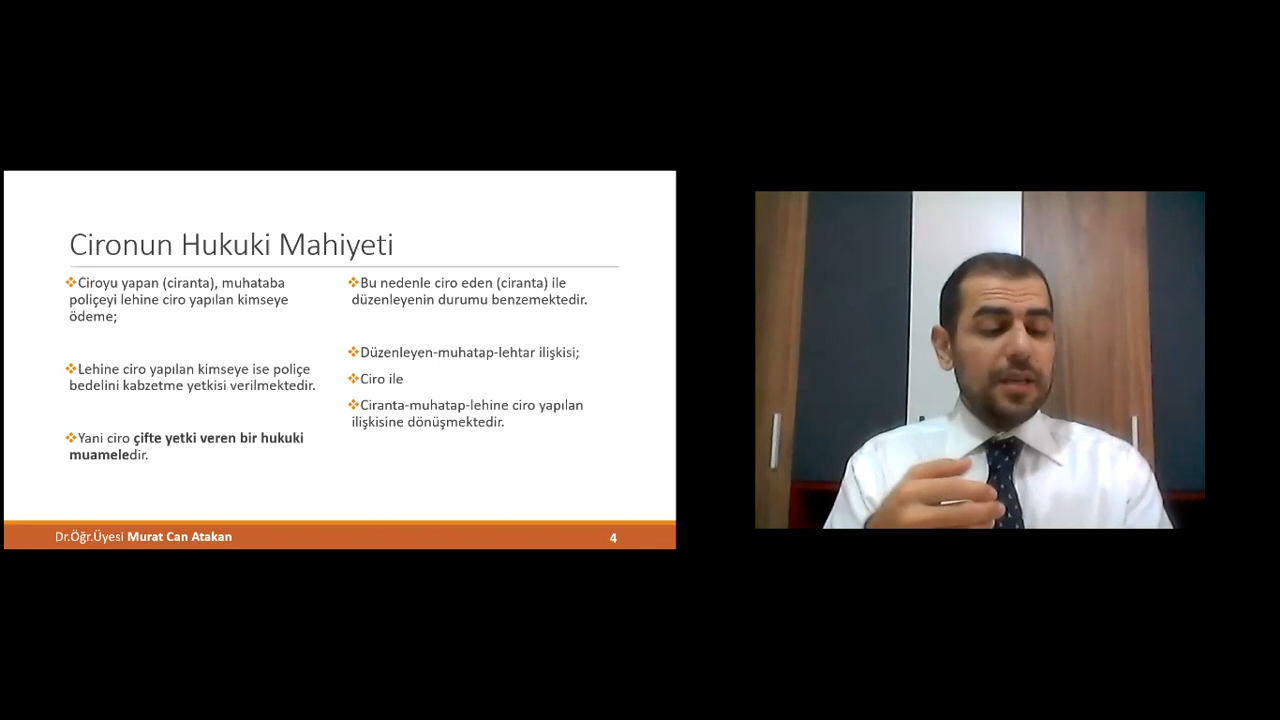 Cironun Hukuki Mahiyeti
❖Ciroyu yapan (ciranta), muhataba
poliçeyi lehine ciro yapılan kimseye
ödeme;
❖Lehine ciro yapılan kimseye ise poliçe
bedelini kabzetme yetkisi verilmektedir.
❖Yani ciro çifte yetki veren bir hukuki
muameledir.
❖Bu nedenle ciro eden (ciranta) ile
düzenleyenin durumu benzemektedir.
❖Düzenleyen-muhatap-lehtar ilişkisi;
❖Ciro ile
❖Ciranta-muhatap-lehine ciro yapılan
ilişkisine dönüşmektedir.
Dr.Öğr.Üyesi Murat Can Atakan
4